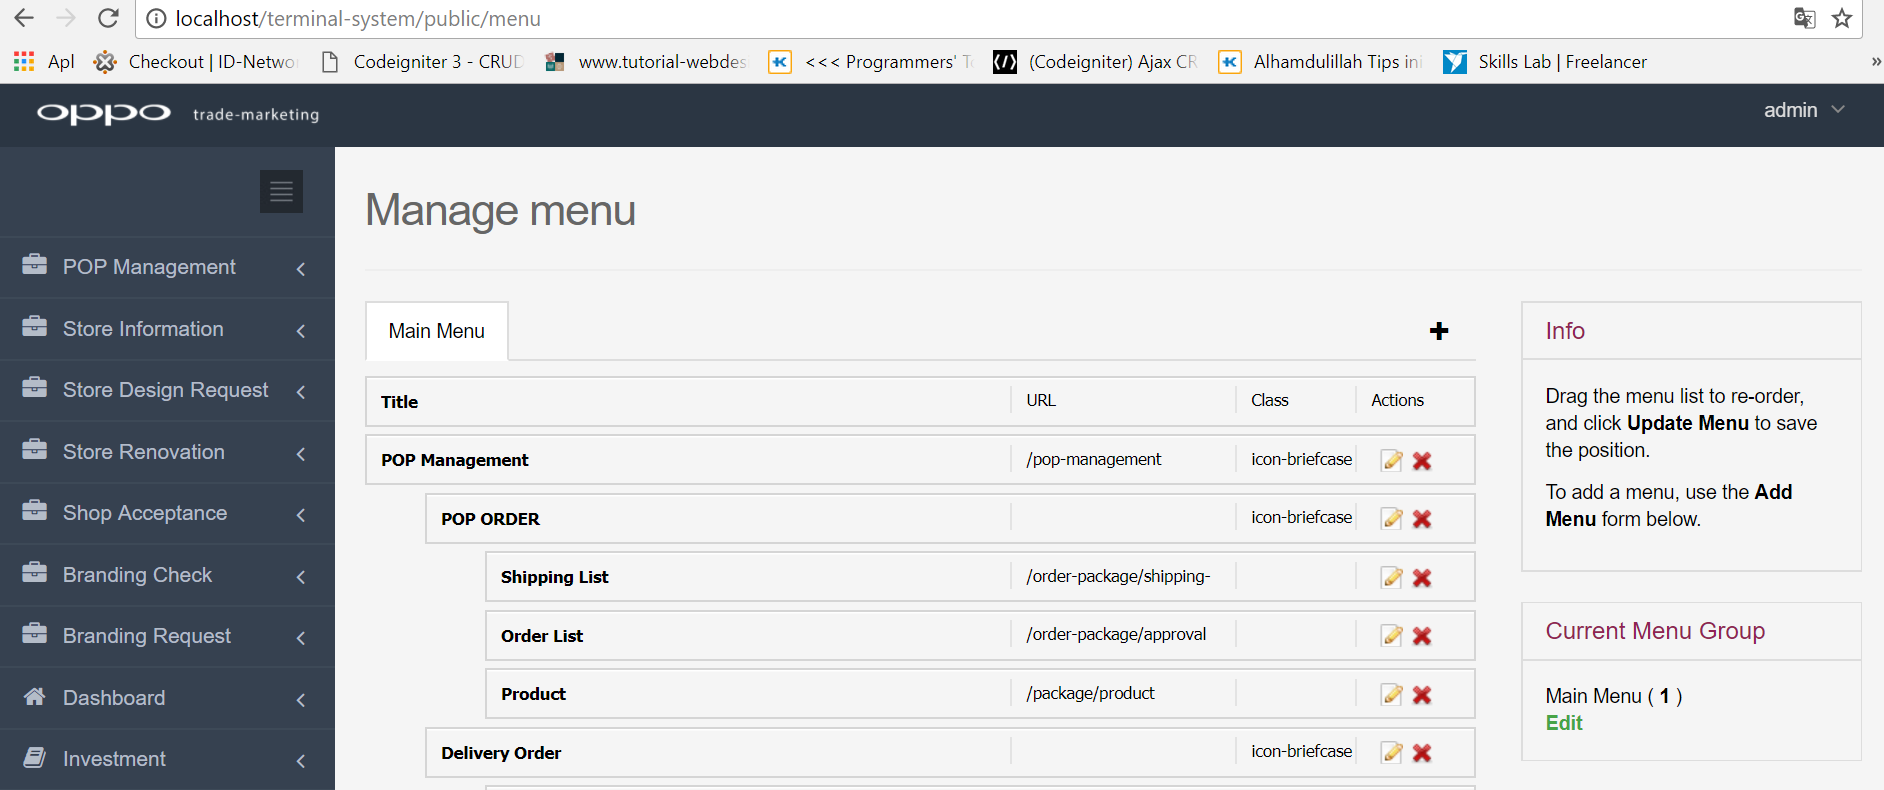 localhost/terminal-system/public/menu
Apl Checkout | ID-Networ Codeigniter 3 - CRUD www.tutorial-webdes <<< Programmers' To (Codeigniter) Ajax CR Alhamdulillah Tips ini Skills Lab | Freelancer »
oppo trade-marketing
admin
Manage menu
POP Management
Store Information
Store Design Request
Store Renovation
Shop Acceptance
Branding Check
Branding Request
Dashboard
Investment
Main Menu
Title URL Class Actions
POP Management /pop-management icon-briefcase
POP ORDER icon-briefcase
Shipping List /order-package/shipping-
Order List /order-package/approval
Product /package/product
Delivery Order icon-briefcase
Info
Drag the menu list to re-order,
and click Update Menu to save
the position.
To add a menu, use the Add
Menu form below.
Current Menu Group
Main Menu ( 1 )
Edit